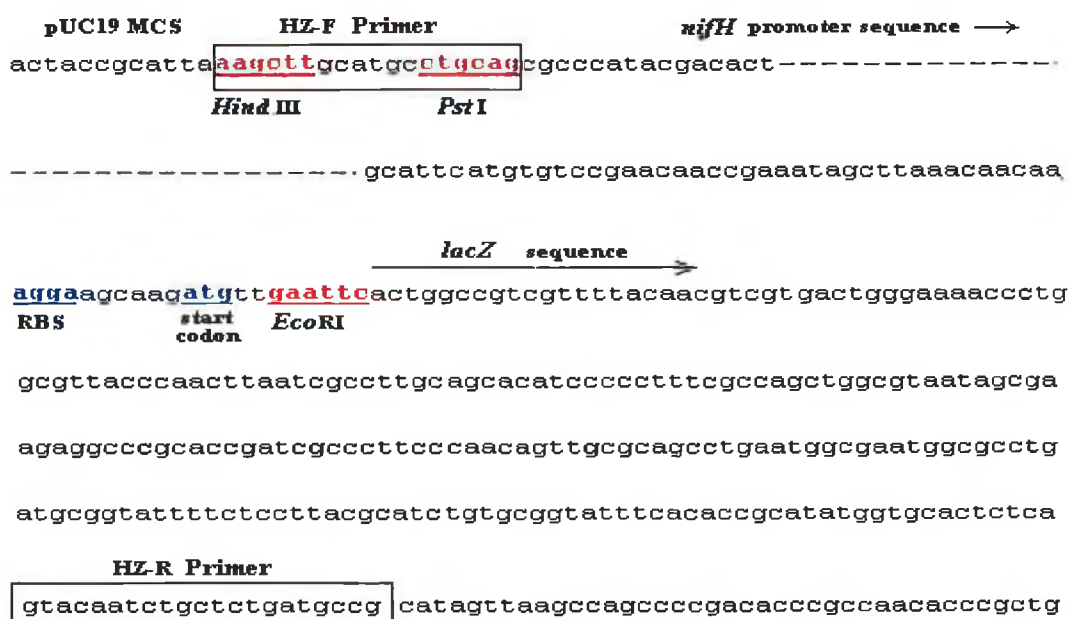 pUC19 MCS HZ-F Primer nifH promoter sequence →
actaccgcattaaagcttgcatgcctgcagcgcccatacgacact---------------
Hind III Pst I
-------------------gcattcatgtgtccgaacaaccgaaatagcttaaacaacaa
lacZ sequence
aggaagcaagatgttgaattcactggccgtcgttttacaacgtcgtgactgggaaaaccctg
RBS start codon EcoRI
gcgttacccaacttaatcgccttgcagcacatccccctttcgccagctggcgtaatagcga
agaggcccgcaccgatcgcccttcccaacagttgcgcagcctgaatggcgaatggcgcctg
atgcggtattttctccttacgcatctgtgcggtatttcacaccgcatatggtgcactctca
HZ-R Primer
gtacaatctgctctgatgccgcatagttaagccagccccgacacccgccaacacccgctg